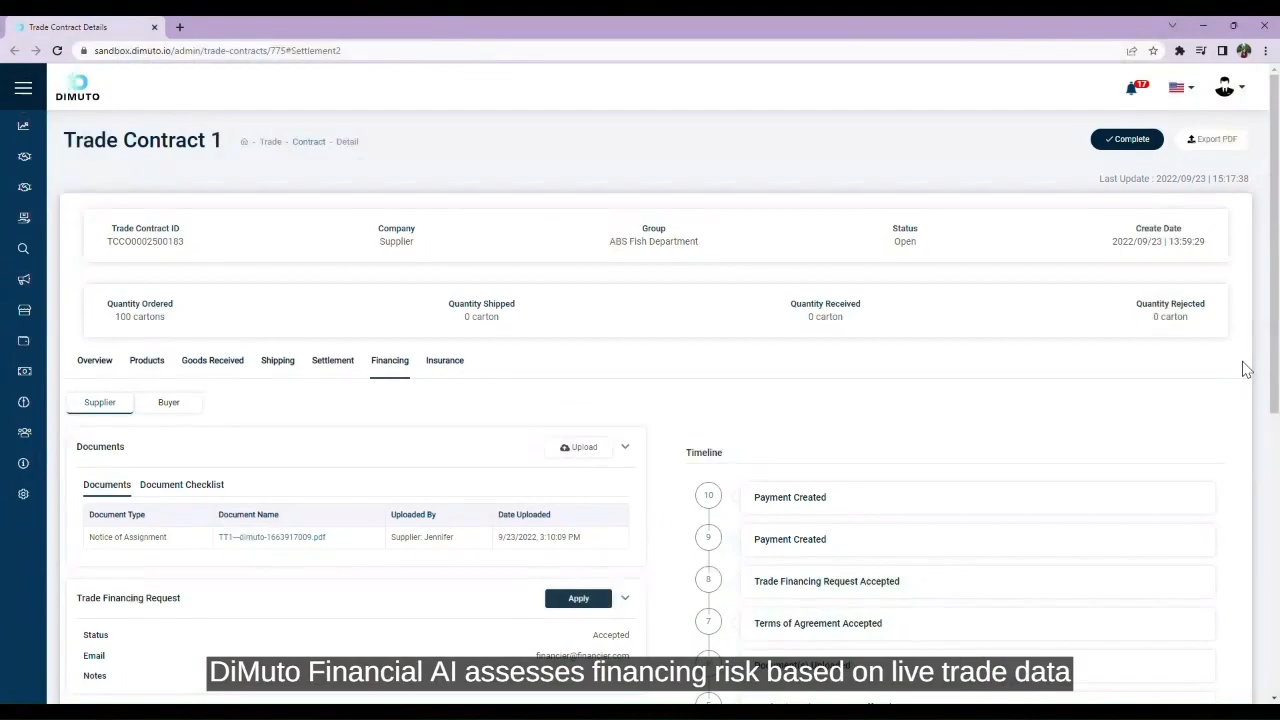 Trade Contract Details
sandbox.dimuto.io/admin/trade-contracts/775#Settlement2
DiMUTO
17
Trade Contract 1
- Trade - Contract - Detail
Complete
Export PDF
Last Update : 2022/09/23 | 15:17:38
Trade Contract ID Company Group Status Create Date
TCCO0002500183 Supplier ABS Fish Department Open 2022/09/23 | 13:59:29
Quantity Ordered Quantity Shipped Quantity Received Quantity Rejected
100 cartons 0 carton 0 carton 0 carton
Overview Products Goods Received Shipping Settlement Financing Insurance
Supplier Buyer
Documents Upload
Documents Document Checklist
Document Type Document Name Uploaded By Date Uploaded
Notice of Assignment TT1—dimuto-1663917009.pdf Supplier: Jennifer 9/23/2022, 3:10:09 PM
Trade Financing Request Apply
Status Accepted
Email financier@financier.com
Notes
Timeline
10 Payment Created
9 Payment Created
8 Trade Financing Request Accepted
7 Terms of Agreement Accepted
DiMuto Financial AI assesses financing risk based on live trade data